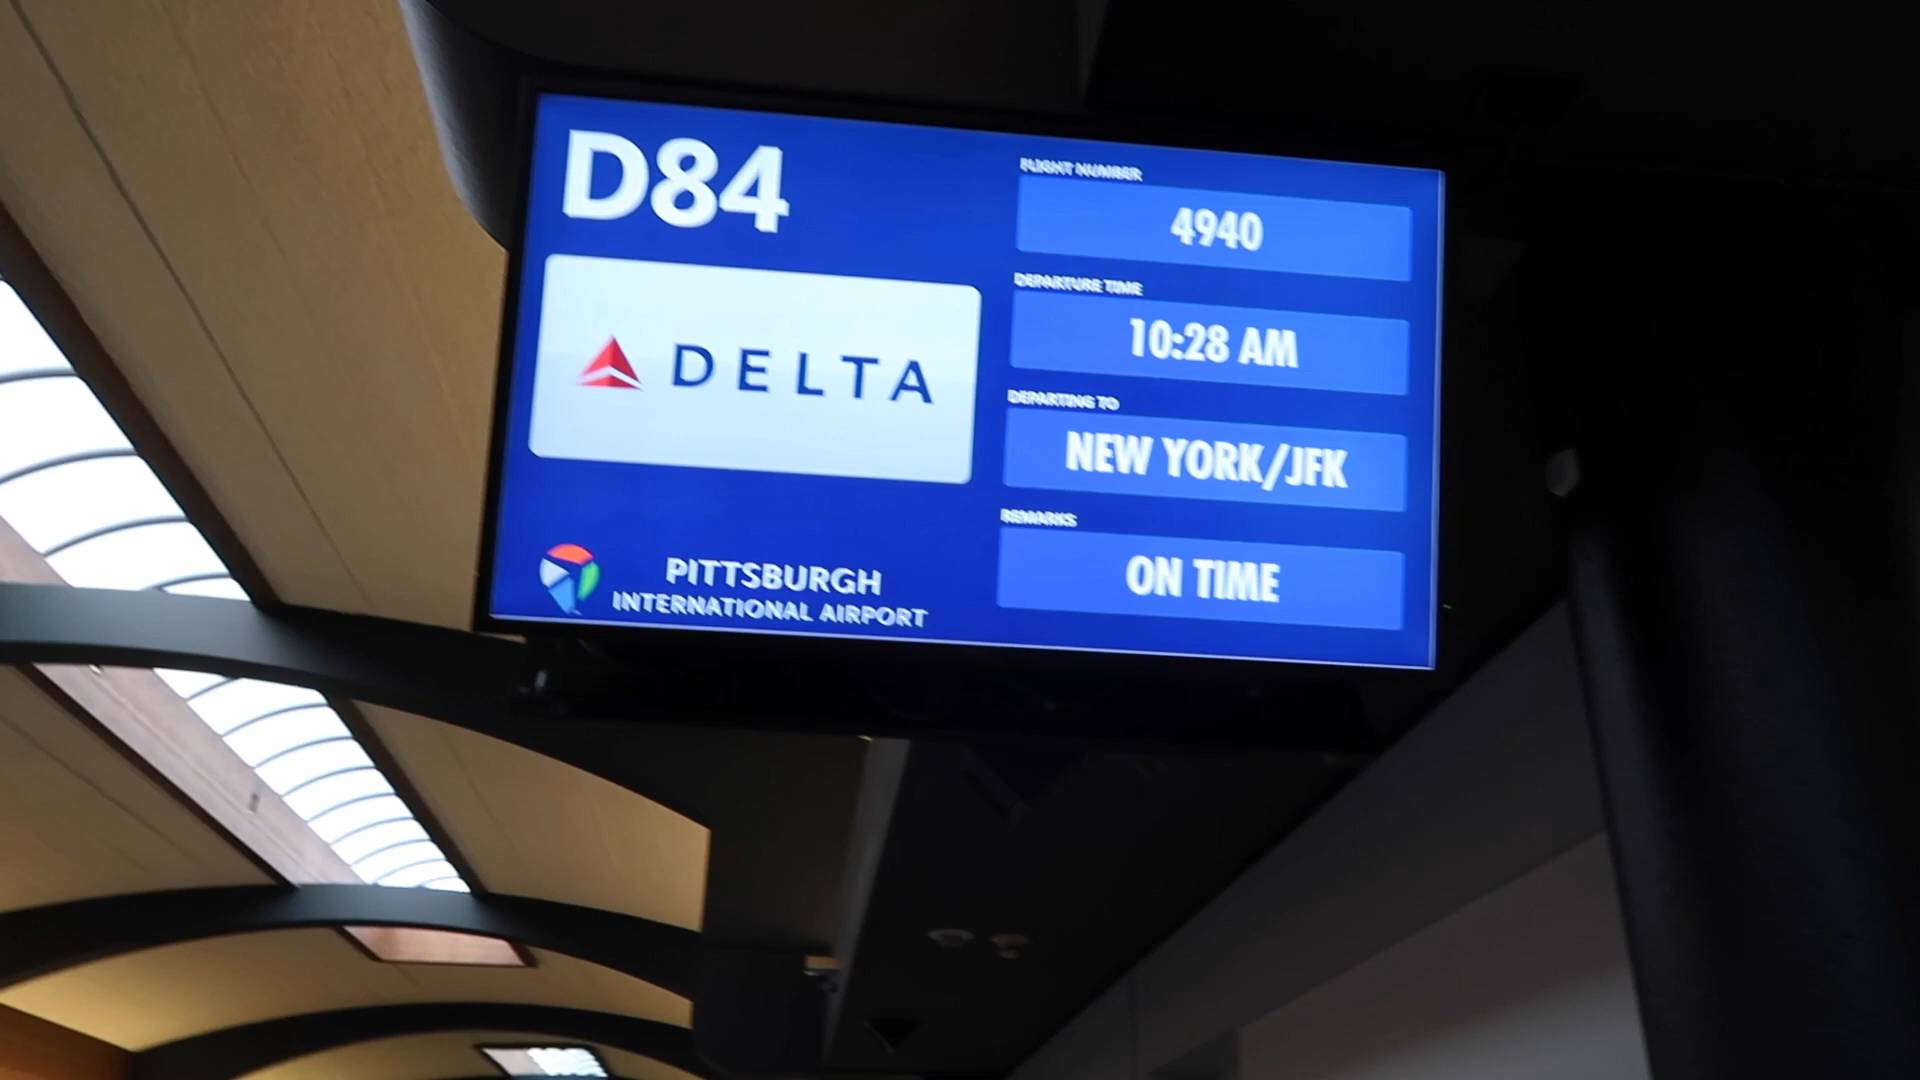 D84
DELTA
PITTSBURGH
INTERNATIONAL AIRPORT
FLIGHT NUMBER
4940
DEPARTURE TIME
10:28 AM
DEPARTING TO
NEW YORK/JFK
REMARKS
ON TIME